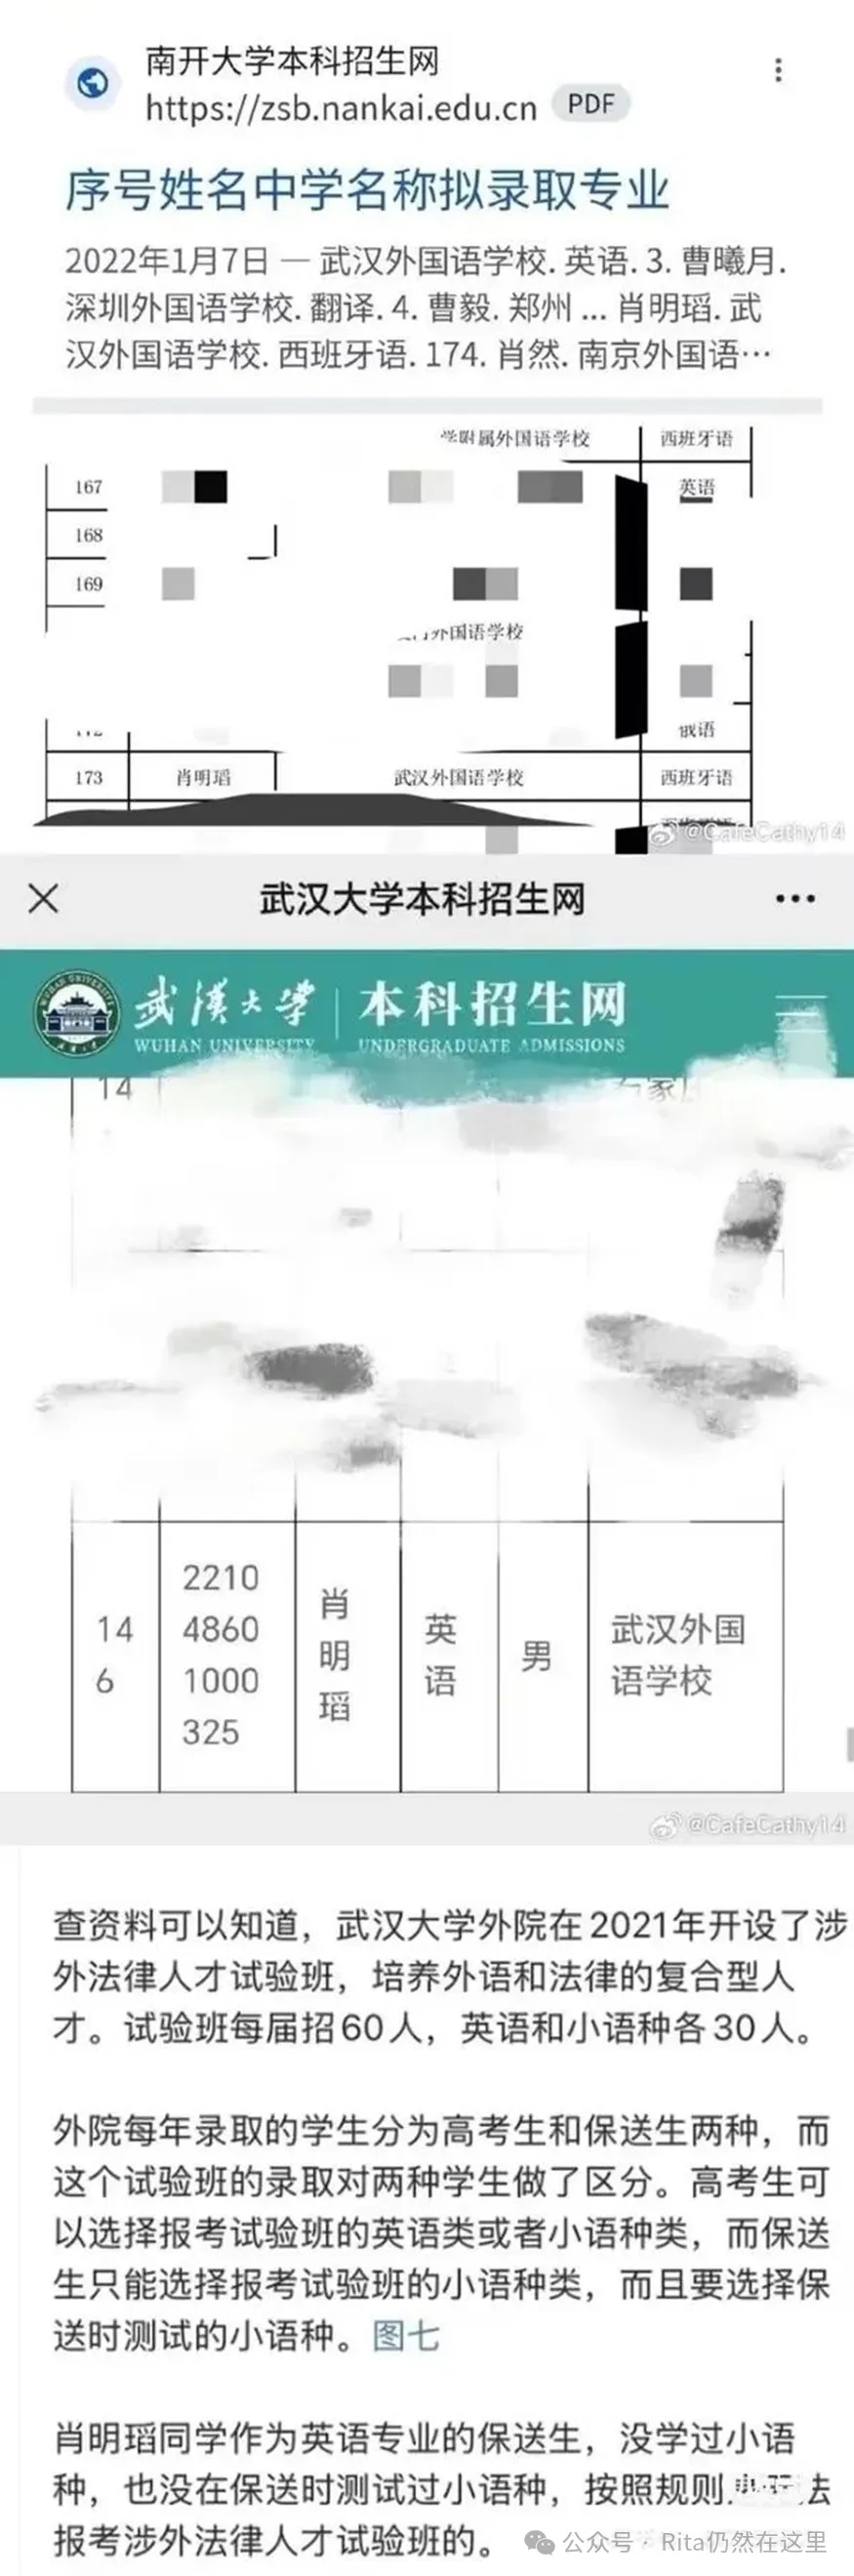 南开大学本科招生网
https://zsb.nankai.edu.cn PDF
序号姓名中学名称拟录取专业
2022年1月7日 — 武汉外国语学校. 英语. 3. 曹曦月.
深圳外国语学校. 翻译. 4. 曹毅. 郑州 ... 肖明瑫. 武
汉外国语学校. 西班牙语. 174. 肖然. 南京外国语…
学附属外国语学校 西班牙语
167 英语
168
169
外国语学校
俄语
173 肖明瑫 武汉外国语学校 西班牙语
@CafeCathy14
武汉大学本科招生网
武汉大学 本科招生网
WUHAN UNIVERSITY UNDERGRADUATE ADMISSIONS
14
146 221048601000325 肖明瑫 英语 男 武汉外国语学校
@CafeCathy14
查资料可以知道，武汉大学外院在2021年开设了涉
外法律人才试验班，培养外语和法律的复合型人
才。试验班每届招60人，英语和小语种各30人。
外院每年录取的学生分为高考生和保送生两种，而
这个试验班的录取对两种学生做了区分。高考生可
以选择报考试验班的英语类或者小语种类，而保送
生只能选择报考试验班的小语种类，而且要选择保
送时测试的小语种。图七
肖明瑫同学作为英语专业的保送生，没学过小语
种，也没在保送时测试过小语种，按照规则 法
报考涉外法律人才试验班的。
公众号 · Rita仍然在这里